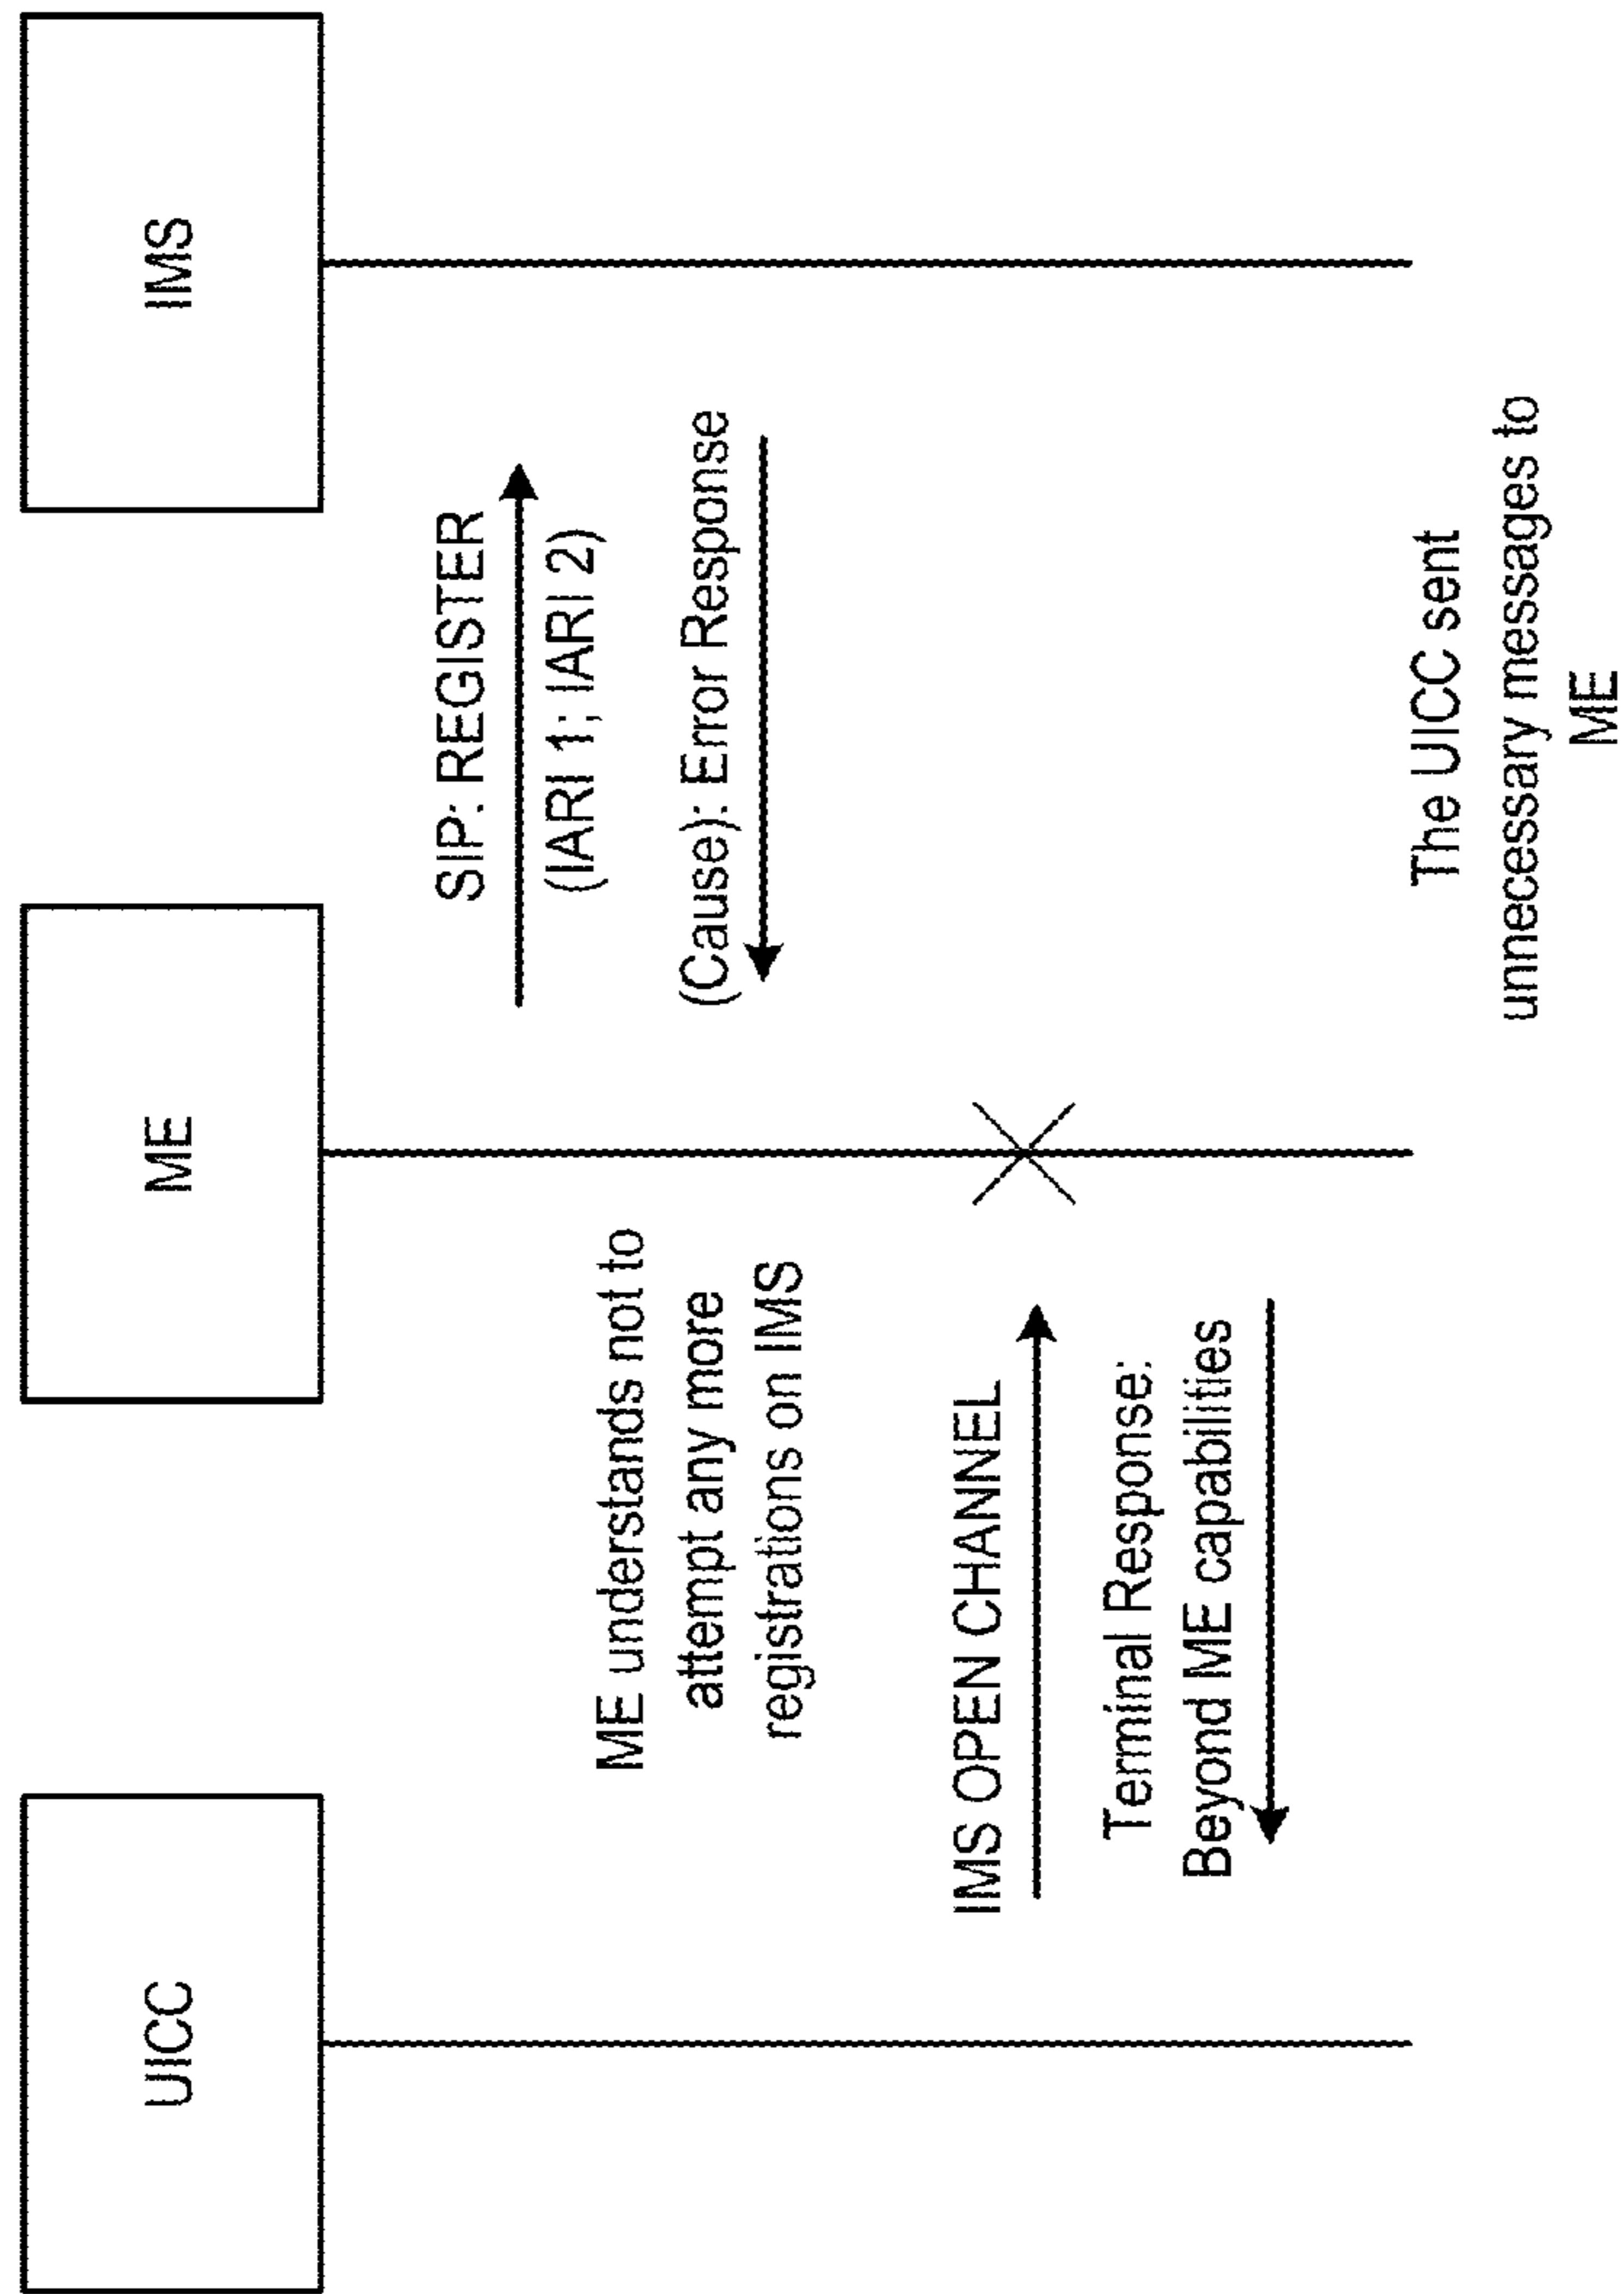 UICC
ME
IMS
SIP: REGISTER
(IARI 1; IARI 2)
ME understands not to
attempt any more
registrations on IMS
(Cause): Error Response
IMS OPEN CHANNEL
Terminal Response:
Beyond ME capabilities
The UICC sent
unnecessary messages to
ME